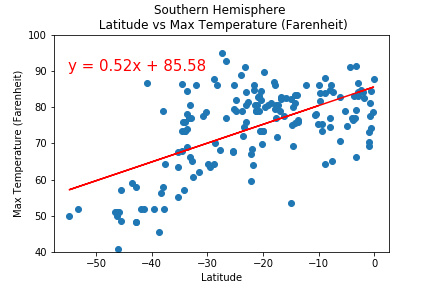 Southern Hemisphere
Latitude vs Max Temperature (Farenheit)
y = 0.52x + 85.58
Max Temperature (Farenheit)
100
90
80
70
60
50
40
−50
−40
−30
−20
−10
0
Latitude